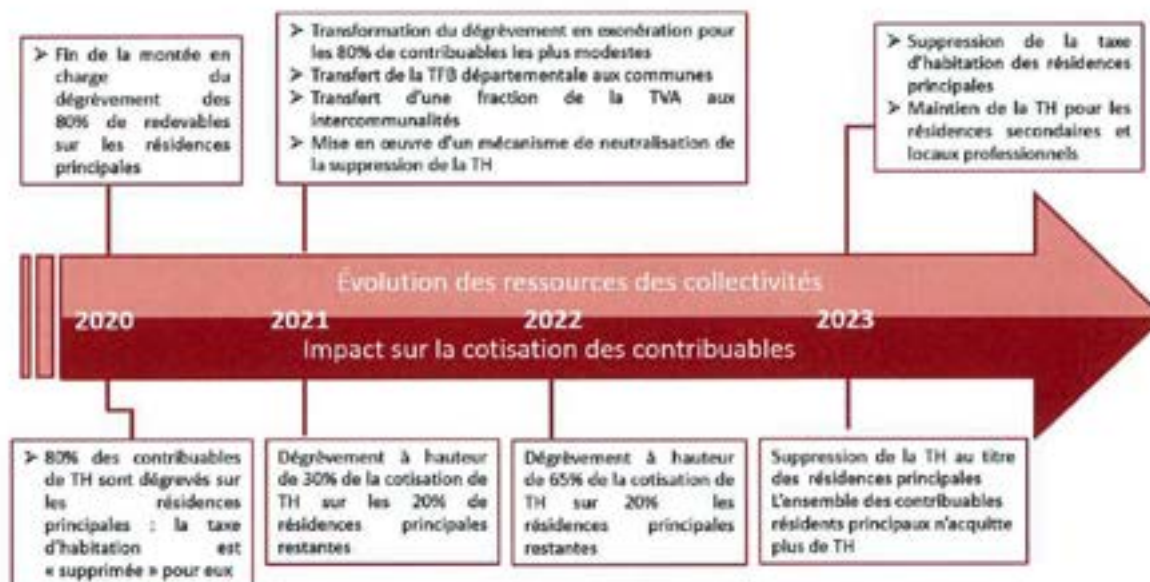 ➢ Fin de la montée en
charge du
dégrèvement des
80% de redevables
sur les résidences
principales
➢ Transformation du dégrèvement en exonération pour
les 80% de contribuables les plus modestes
➢ Transfert de la TFB départementale aux communes
➢ Transfert d'une fraction de la TVA aux
intercommunalités
➢ Mise en œuvre d'un mécanisme de neutralisation de
la suppression de la TH
➢ Suppression de la taxe
d'habitation des résidences
principales
➢ Maintien de la TH pour les
résidences secondaires et
locaux professionnels
Évolution des ressources des collectivités
2020 2021 2022 2023
Impact sur la cotisation des contribuables
➢ 80% des contribuables
de TH sont dégrevés sur
les résidences
principales : la taxe
d'habitation est
« supprimée » pour eux
Dégrèvement à hauteur
de 30% de la cotisation de
TH sur les 20% de
résidences principales
restantes
Dégrèvement à hauteur
de 65% de la cotisation de
TH sur 20% les
résidences principales
restantes
Suppression de la TH au titre
des résidences principales
L'ensemble des contribuables
résidents principaux n'acquitte
plus de TH